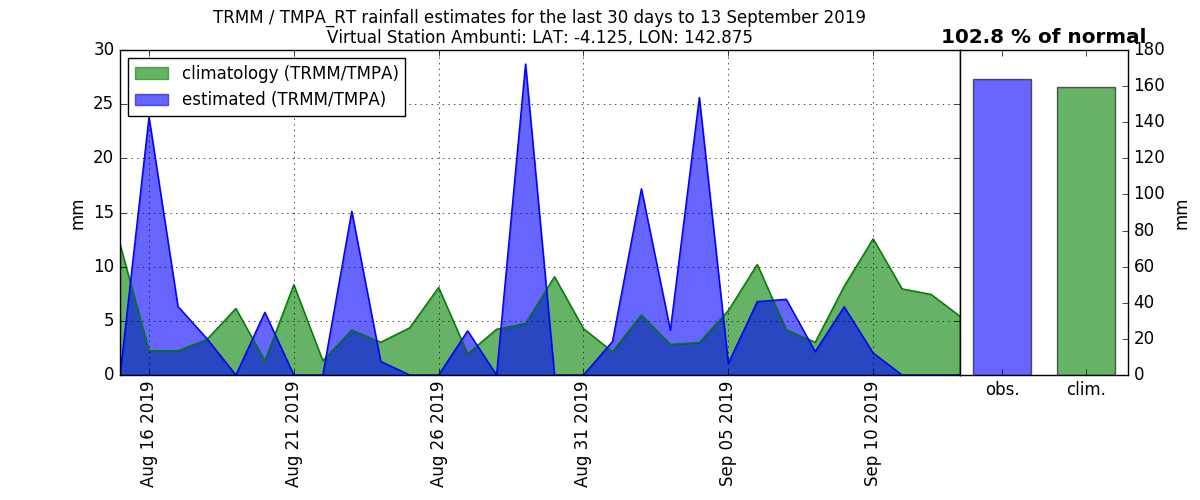 TRMM / TMPA_RT rainfall estimates for the last 30 days to 13 September 2019
Virtual Station Ambunti: LAT: -4.125, LON: 142.875
102.8 % of normal
climatology (TRMM/TMPA)
estimated (TRMM/TMPA)
30
25
20
15
10
5
0
mm
Aug 16 2019
Aug 21 2019
Aug 26 2019
Aug 31 2019
Sep 05 2019
Sep 10 2019
obs.
clim.
180
160
140
120
100
80
60
40
20
0
mm